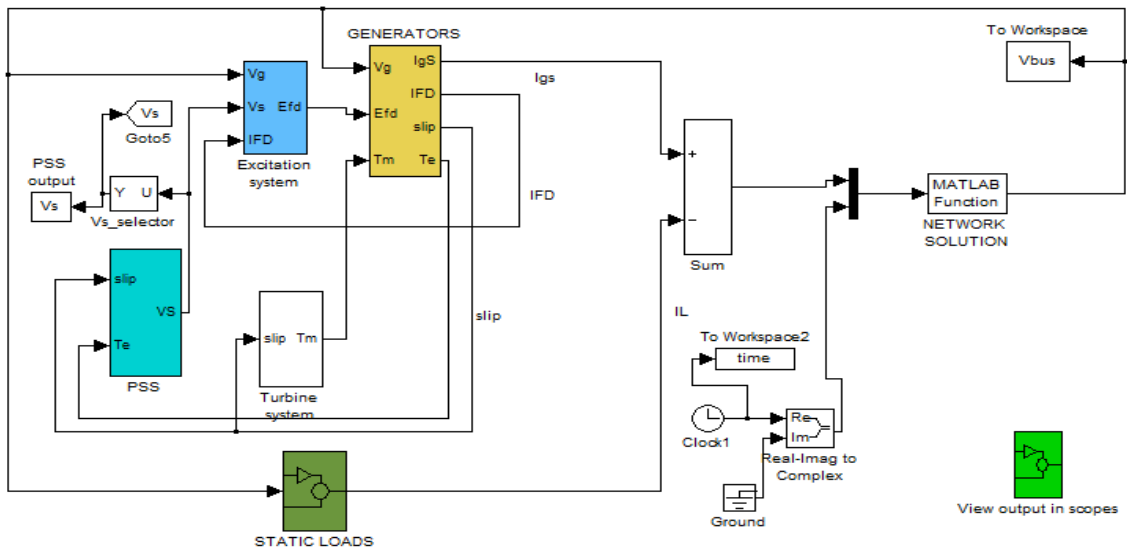 GENERATORS
To Workspace
Vbus
Vg
Vs
IFD
Efd
Excitation
system
Vg
Efd
Tm
IgS
IFD
slip
Te
Igs
IFD
Vs
Goto5
PSS
output
Vs
Y U
Vs_selector
slip
Te
VS
PSS
slip Tm
Turbine
system
slip
+
−
Sum
IL
MATLAB
Function
NETWORK
SOLUTION
To Workspace2
time
Clock1
Re
Im
Real-Imag to
Complex
Ground
STATIC LOADS
View output in scopes